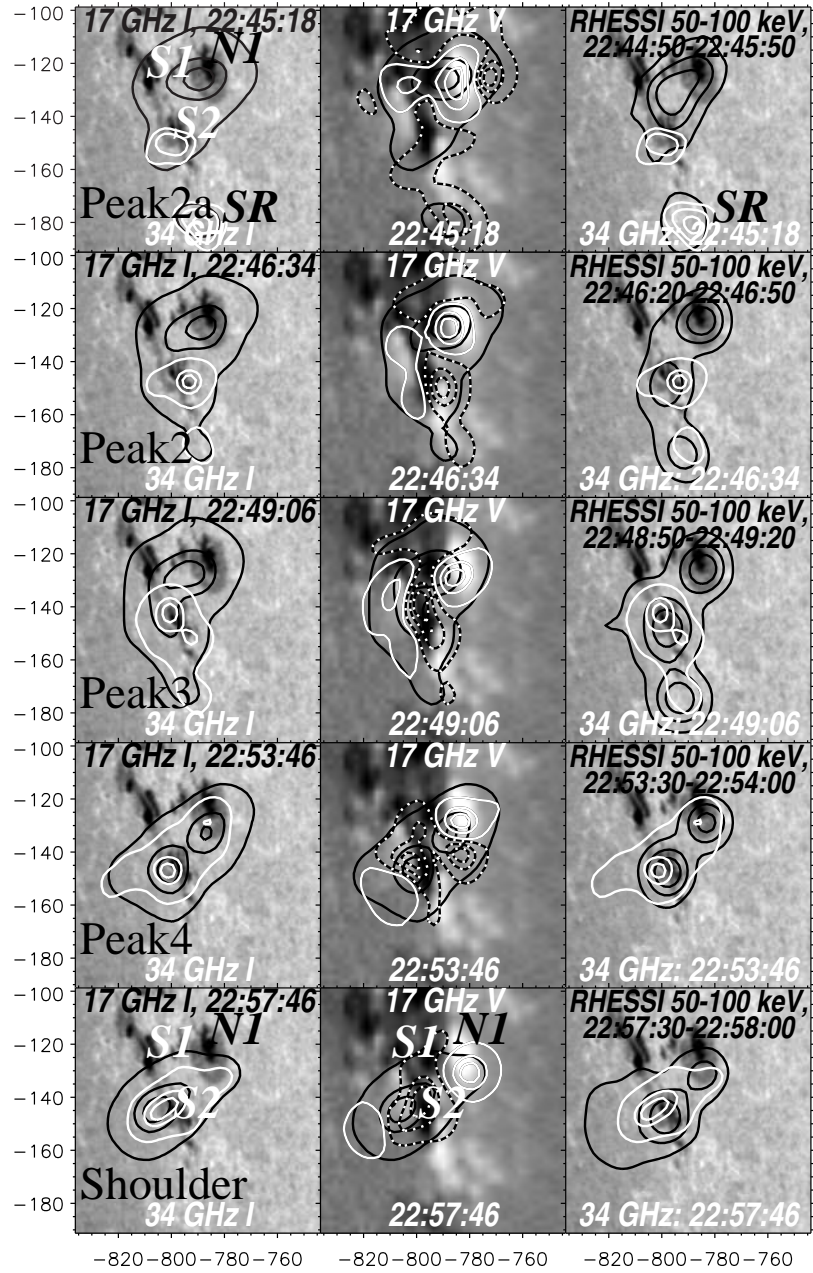 17 GHz I, 22:45:18
17 GHz V
RHESSI 50-100 keV,
22:44:50-22:45:50
S1
N1
S2
Peak2a
SR
SR
34 GHz I
22:45:18
34 GHz: 22:45:18
−100
−120
−140
−160
−180
17 GHz I, 22:46:34
17 GHz V
RHESSI 50-100 keV,
22:46:20-22:46:50
Peak2
34 GHz I
22:46:34
34 GHz: 22:46:34
−100
−120
−140
−160
−180
17 GHz I, 22:49:06
17 GHz V
RHESSI 50-100 keV,
22:48:50-22:49:20
Peak3
34 GHz I
22:49:06
34 GHz: 22:49:06
−100
−120
−140
−160
−180
17 GHz I, 22:53:46
17 GHz V
RHESSI 50-100 keV,
22:53:30-22:54:00
Peak4
34 GHz I
22:53:46
34 GHz: 22:53:46
−100
−120
−140
−160
−180
17 GHz I, 22:57:46
17 GHz V
RHESSI 50-100 keV,
22:57:30-22:58:00
S1
N1
S1
N1
S2
S2
Shoulder
34 GHz I
22:57:46
34 GHz: 22:57:46
−100
−120
−140
−160
−180
−820 −800 −780 −760
−820 −800 −780 −760
−820 −800 −780 −760